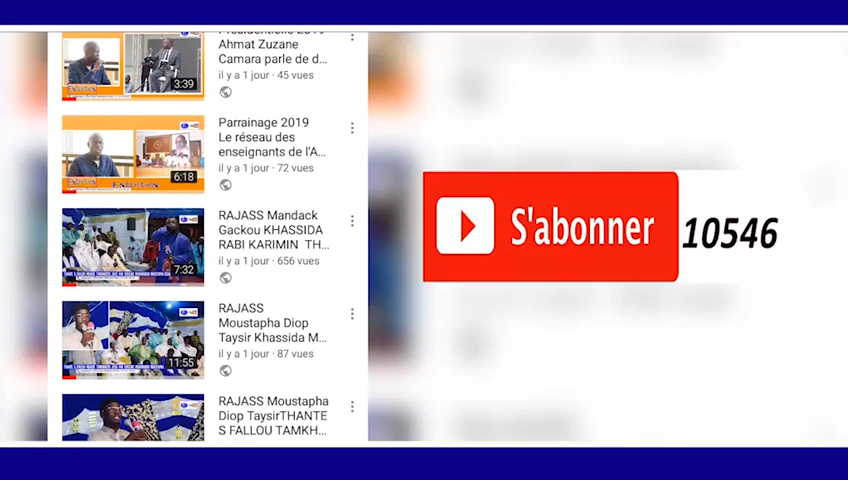 Présidentielle 2019
Ahmat Zuzane
Camara parle de d...
il y a 1 jour · 45 vues
3:39
Parrainage 2019
Le réseau des
enseignants de l'A...
il y a 1 jour · 72 vues
6:18
RAJASS Mandack
Gackou KHASSIDA
RABI KARIMIN TH...
il y a 1 jour · 656 vues
7:32
RAJASS
Moustapha Diop
Taysir Khassida M...
il y a 1 jour · 87 vues
11:55
RAJASS Moustapha
Diop TaysirTHANTE
S FALLOU TAMKH...
S'abonner
10546